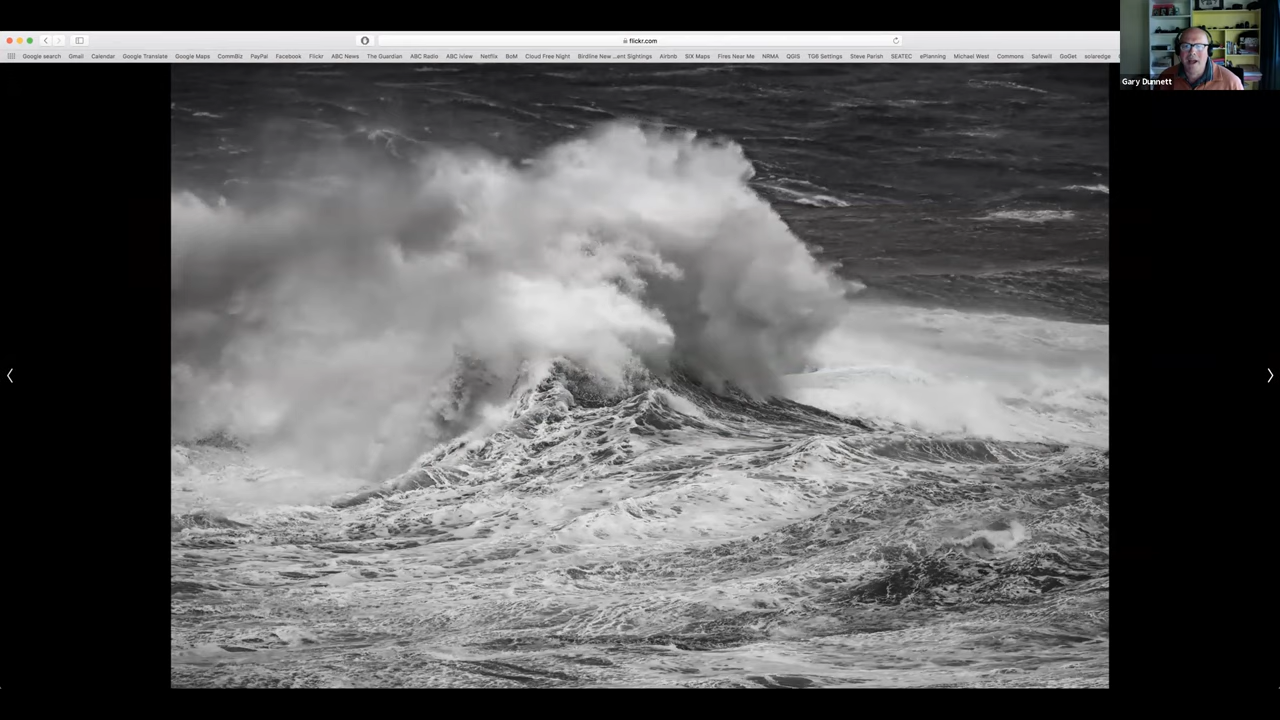 flickr.com
Google search Gmail Calendar Google Translate Google Maps CommBiz PayPal Facebook Flickr ABC News The Guardian ABC Radio ABC iview Netflix BoM Cloud Free Night Birdline New ...ent Sightings Airbnb SIX Maps Fires Near Me NRMA QGIS TG6 Settings Steve Parish SEATEC ePlanning Michael West Commons Safewill GoGet solaredge
Gary Dunnett